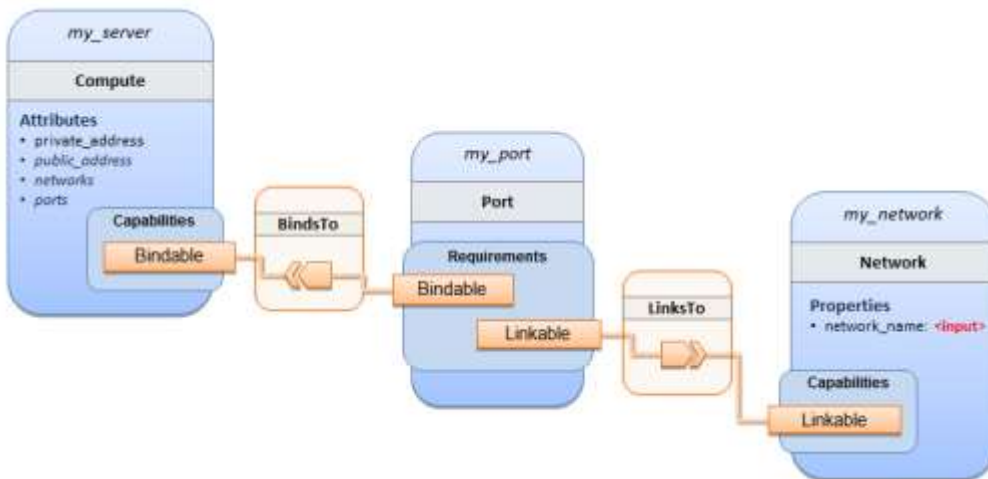 my_server
Compute
Attributes
• private_address
• public_address
• networks
• ports
Capabilities
Bindable
BindsTo
my_port
Port
Requirements
Bindable
Linkable
LinksTo
my_network
Network
Properties
• network_name: <input>
Capabilities
Linkable